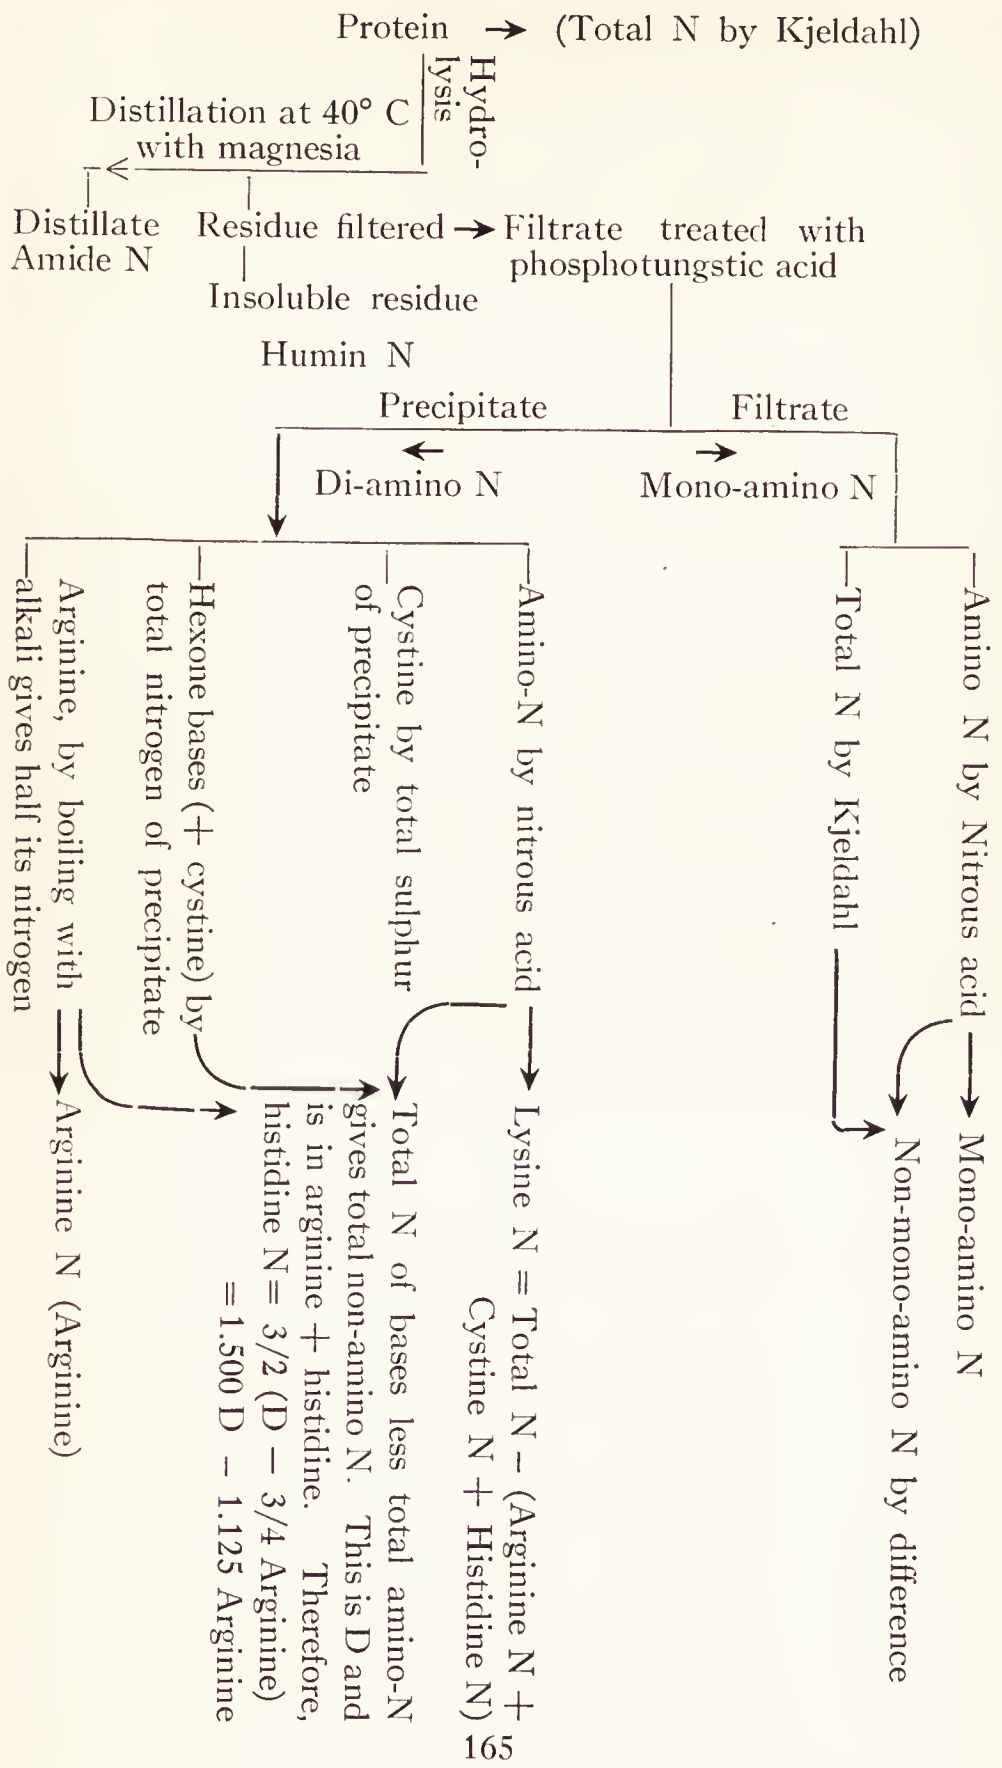 Protein → (Total N by Kjeldahl)
Hydro-
lysis
Distillation at 40° C
with magnesia
Distillate
Amide N
Residue filtered → Filtrate treated with
phosphotungstic acid
Insoluble residue
Humin N
Precipitate
Filtrate
Di-amino N
Mono-amino N
Amino N by Nitrous acid
Mono-amino N
Total N by Kjeldahl
Non-mono-amino N by difference
Amino-N by nitrous acid
Lysine N = Total N − (Arginine N +
Cystine N + Histidine N)
Cystine by total sulphur
of precipitate
Total N of bases less total amino-N
gives total non-amino N. This is D and
is in arginine + histidine. Therefore,
histidine N = 3/2 (D − 3/4 Arginine)
= 1.500 D − 1.125 Arginine
Hexone bases (+ cystine) by
total nitrogen of precipitate
Arginine, by boiling with
alkali gives half its nitrogen
Arginine N (Arginine)
165